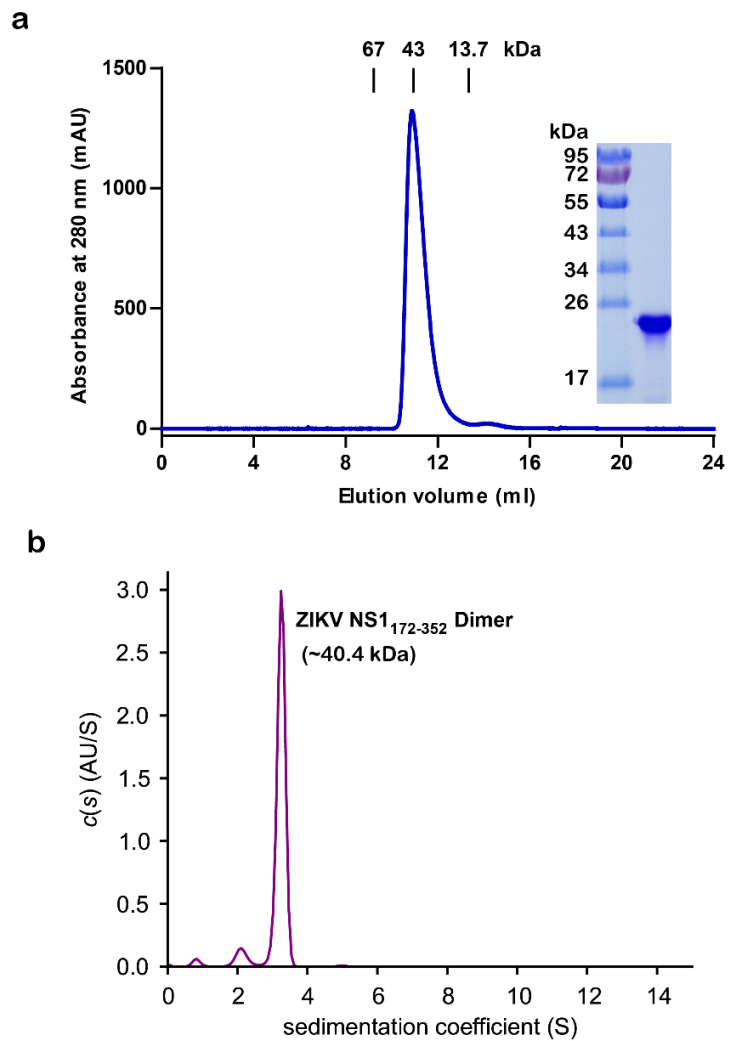 a
67 43 13.7 kDa
1500
1000
500
0
Absorbance at 280 nm (mAU)
0 4 8 12 16 20 24
Elution volume (ml)
kDa
95
72
55
43
34
26
17
b
3.0
2.5
2.0
1.5
1.0
0.5
0.0
c(s) (AU/S)
ZIKV NS1172-352 Dimer
(~40.4 kDa)
0 2 4 6 8 10 12 14
sedimentation coefficient (S)